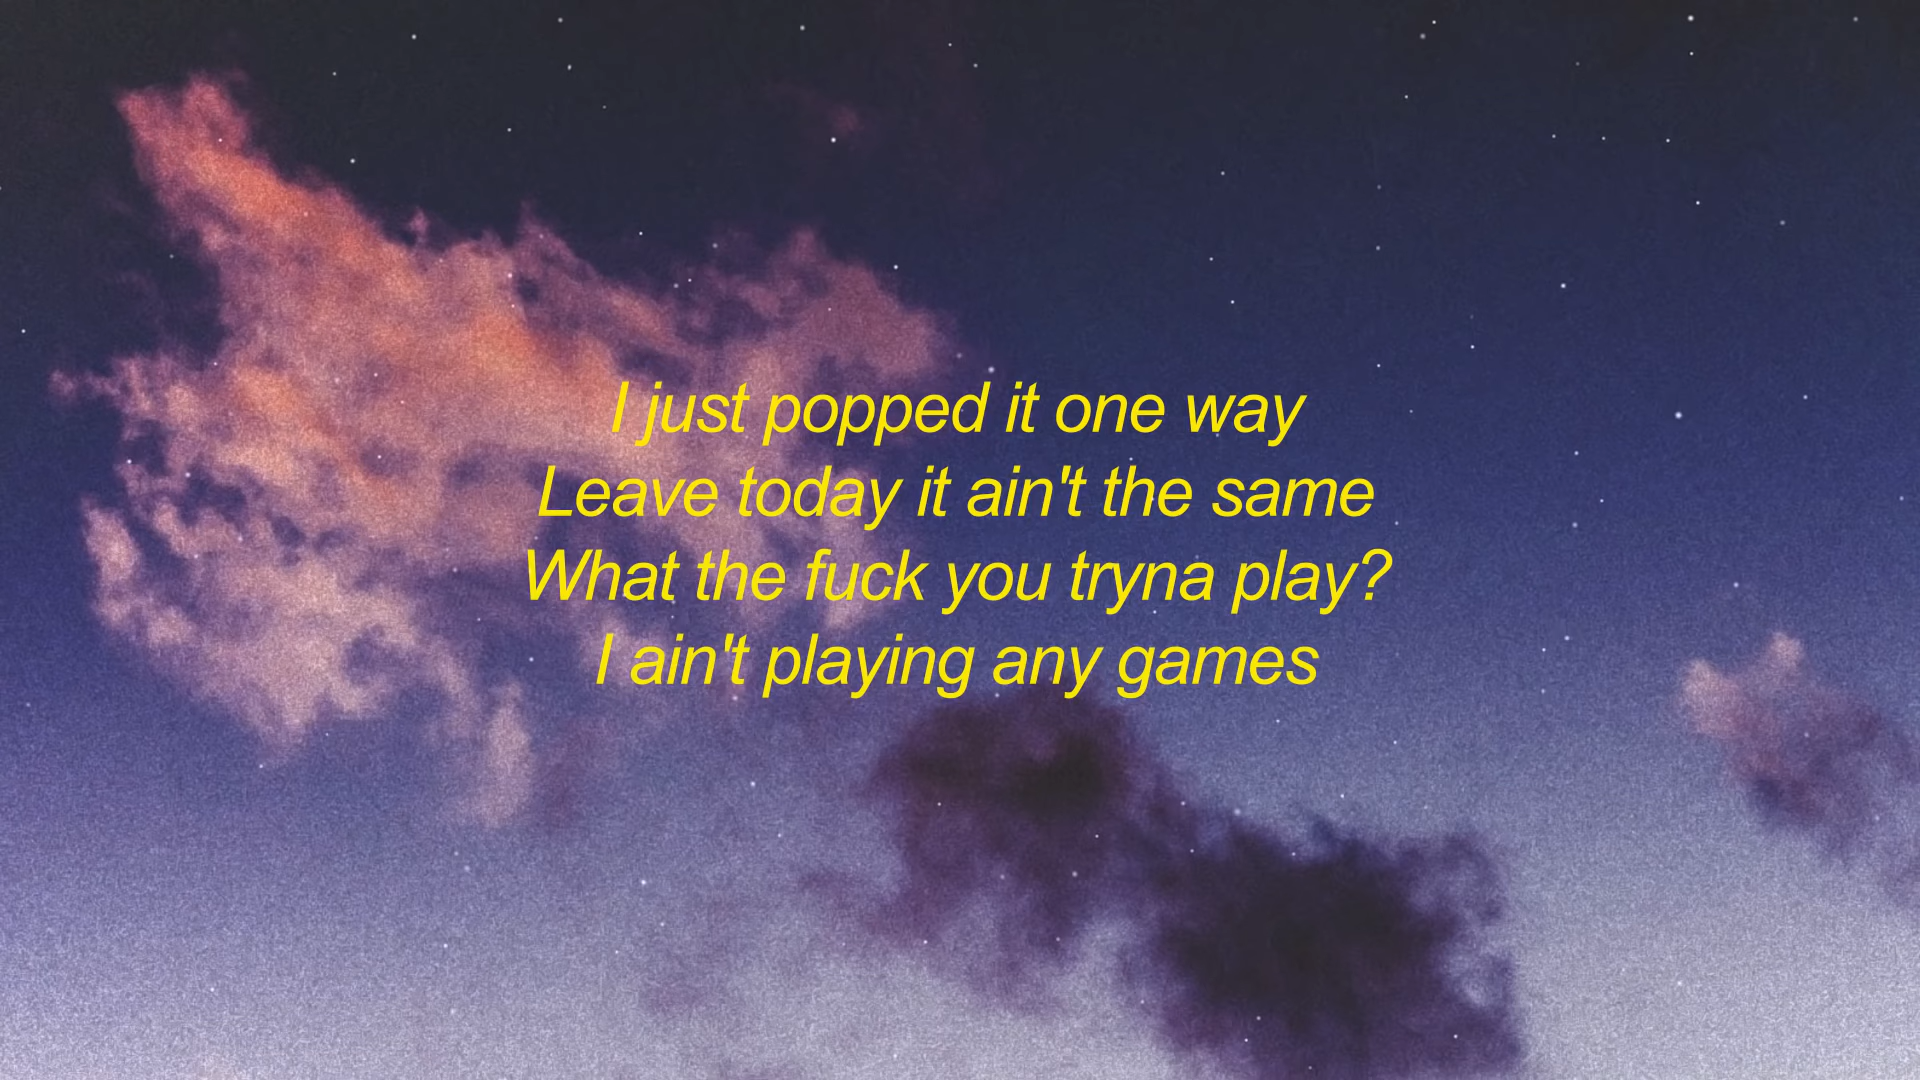 I just popped it one way
Leave today it ain't the same
What the fuck you tryna play?
I ain't playing any games